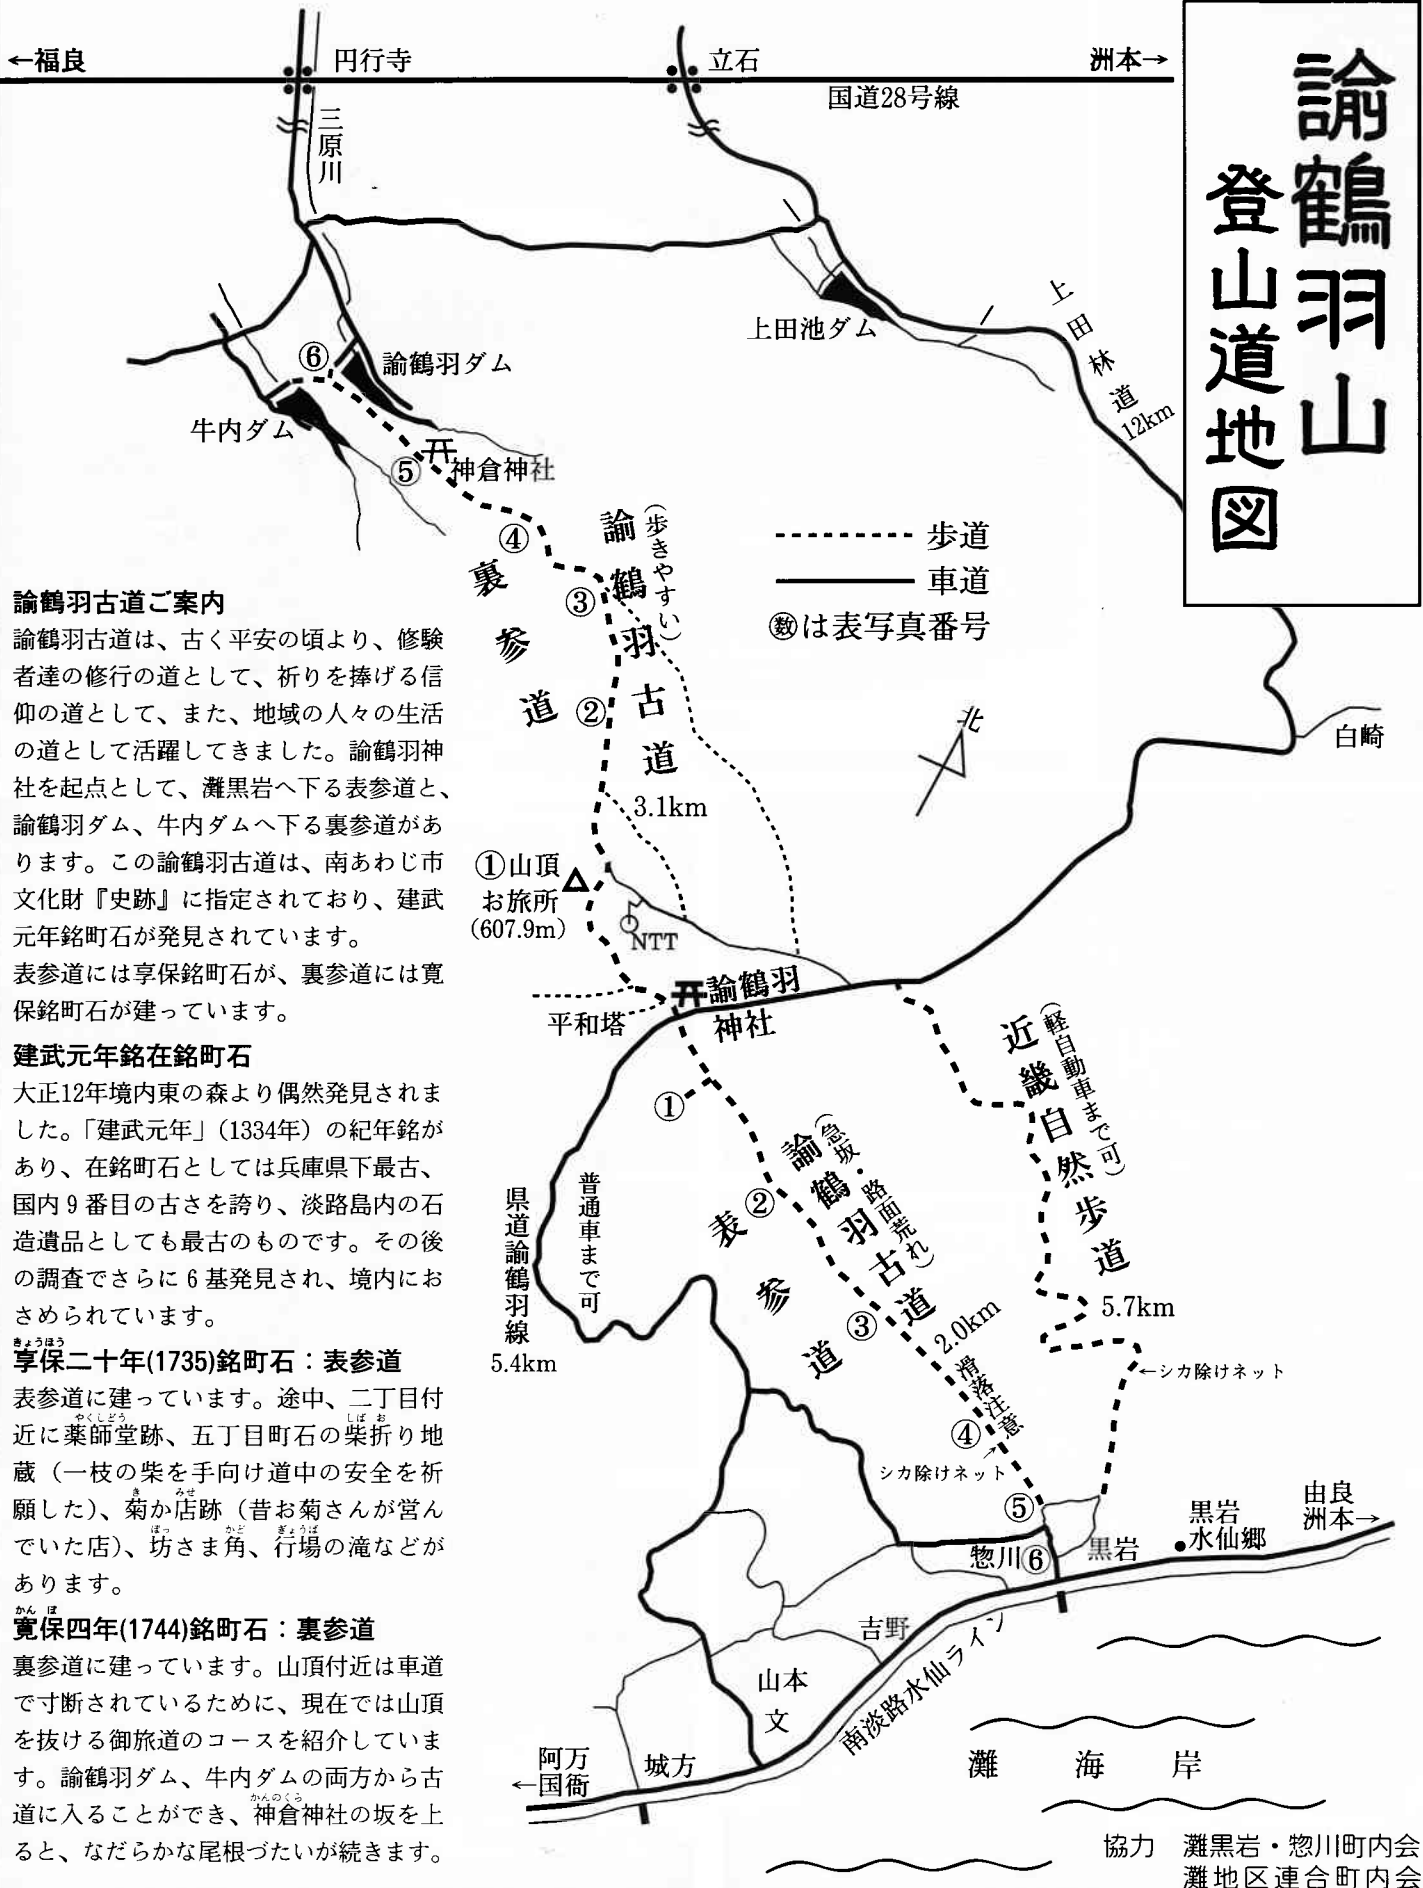 諭鶴羽山
登山道地図
←福良
円行寺
立石
洲本→
国道28号線
三原川
上田池ダム
上田林道
12km
⑥
諭鶴羽ダム
牛内ダム
⑤
神倉神社
④
③
②
諭鶴羽古道
(歩きやすい)
裏参道
3.1km
歩道
車道
㊝は表写真番号
北
白崎
①山頂
お旅所
(607.9m)
NTT
諭鶴羽
神社
平和塔
①
②
③
④
⑤
諭鶴羽古道
(急坂・路面荒れ)
表参道
2.0km
滑落注意
シカ除けネット→
近畿自然歩道
(軽自動車まで可)
5.7km
←シカ除けネット
県道諭鶴羽線
5.4km
普通車まで可
惣川⑥
黒岩
黒岩
水仙郷
由良
洲本→
吉野
山本
文
南淡路水仙ライン
城方
阿万
←国衙
灘海岸
諭鶴羽古道ご案内
諭鶴羽古道は、古く平安の頃より、修験
者達の修行の道として、祈りを捧げる信
仰の道として、また、地域の人々の生活
の道として活躍してきました。諭鶴羽神
社を起点として、灘黒岩へ下る表参道と、
諭鶴羽ダム、牛内ダムへ下る裏参道があ
ります。この諭鶴羽古道は、南あわじ市
文化財『史跡』に指定されており、建武
元年銘町石が発見されています。
表参道には享保銘町石が、裏参道には寛
保銘町石が建っています。
建武元年銘在銘町石
大正12年境内東の森より偶然発見されま
した。「建武元年」(1334年)の紀年銘が
あり、在銘町石としては兵庫県下最古、
国内9番目の古さを誇り、淡路島内の石
造遺品としても最古のものです。その後
の調査でさらに6基発見され、境内にお
さめられています。
きょうほう
享保二十年(1735)銘町石：表参道
表参道に建っています。途中、二丁目付
やくしどう しば お
近に薬師堂跡、五丁目町石の柴折り地
蔵（一枝の柴を手向け道中の安全を祈
き みせ
願した）、菊か店跡（昔お菊さんが営ん
ぼっ かど ぎょうば
でいた店）、坊さま角、行場の滝などが
あります。
かん ぽ
寛保四年(1744)銘町石：裏参道
裏参道に建っています。山頂付近は車道
で寸断されているために、現在では山頂
を抜ける御旅道のコースを紹介していま
す。諭鶴羽ダム、牛内ダムの両方から古
かんのくら
道に入ることができ、神倉神社の坂を上
ると、なだらかな尾根づたいが続きます。
協力 灘黒岩・惣川町内会
灘地区連合町内会